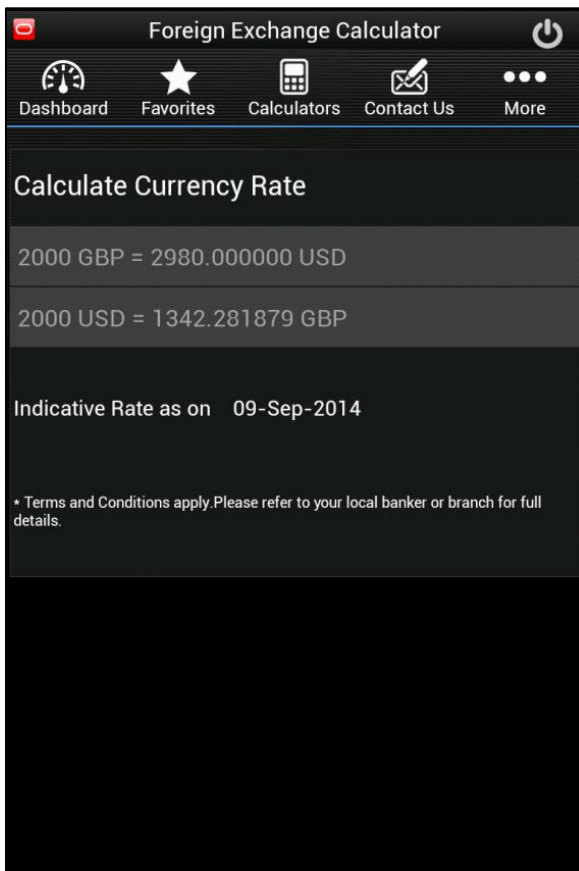 Foreign Exchange Calculator
Dashboard Favorites Calculators Contact Us More
Calculate Currency Rate
2000 GBP = 2980.000000 USD
2000 USD = 1342.281879 GBP
Indicative Rate as on 09-Sep-2014
* Terms and Conditions apply.Please refer to your local banker or branch for full
details.